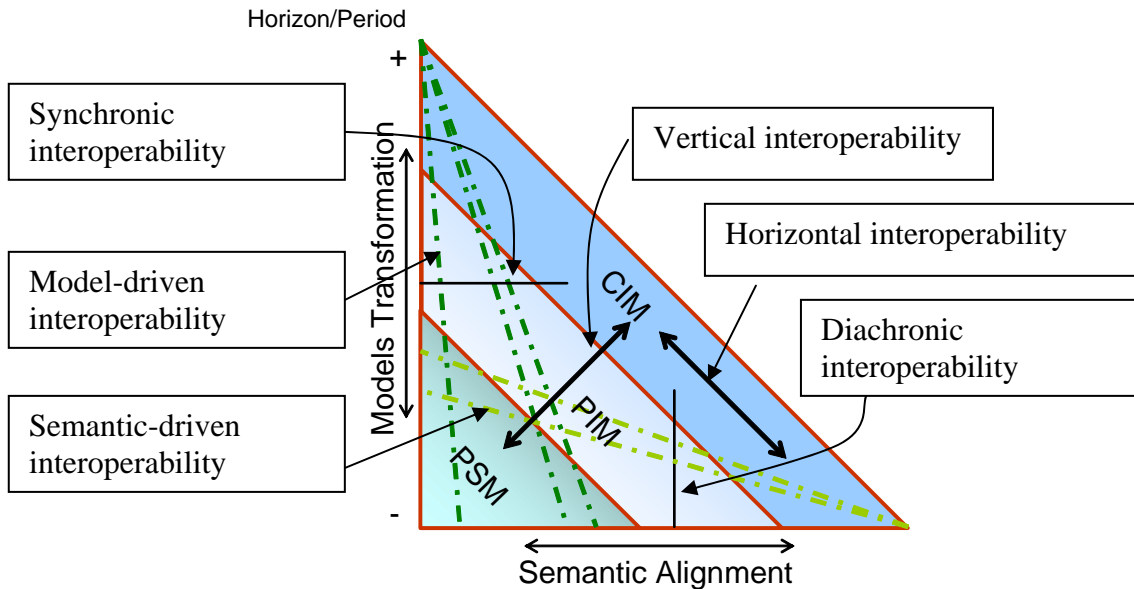 Horizon/Period
+
Synchronic
interoperability
Vertical interoperability
Models Transformation
Horizontal interoperability
Model-driven
interoperability
CIM
Diachronic
interoperability
Semantic-driven
interoperability
PIM
PSM
-
Semantic Alignment